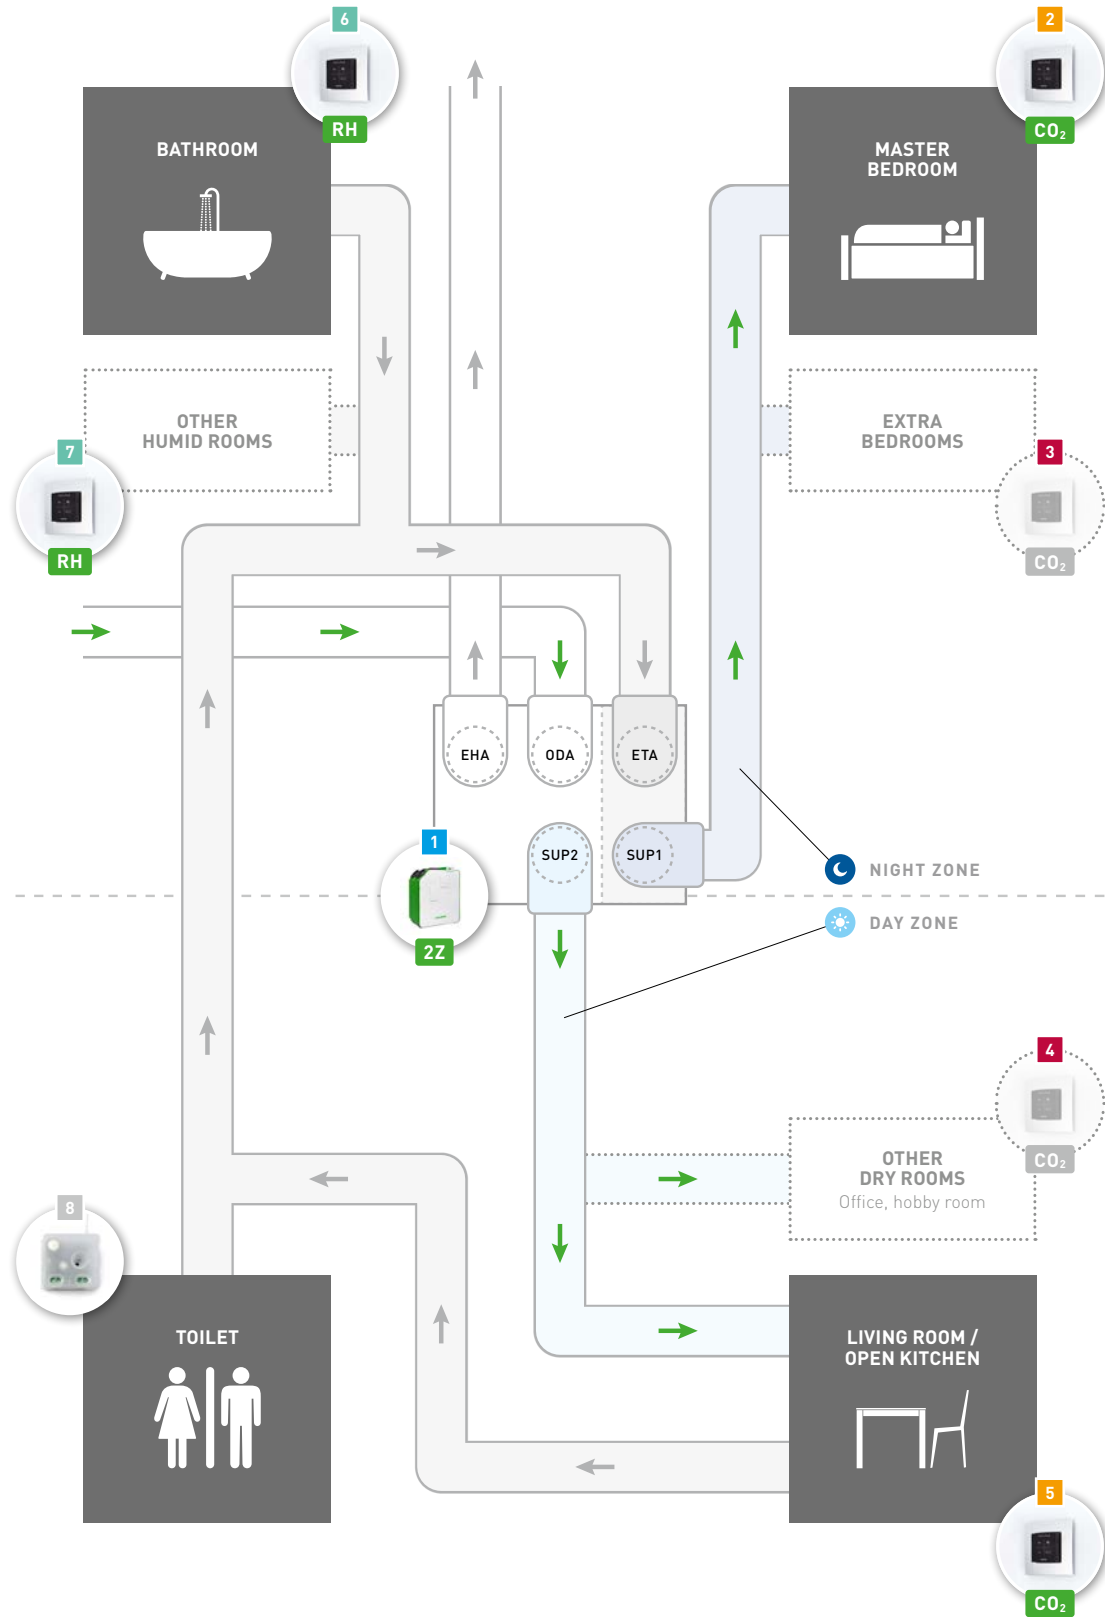 6
RH
BATHROOM
2
CO₂
MASTER
BEDROOM
OTHER
HUMID ROOMS
7
RH
EXTRA
BEDROOMS
3
CO₂
EHA
ODA
ETA
SUP2
SUP1
1
2Z
NIGHT ZONE
DAY ZONE
4
CO₂
OTHER
DRY ROOMS
Office, hobby room
8
TOILET
LIVING ROOM /
OPEN KITCHEN
5
CO₂